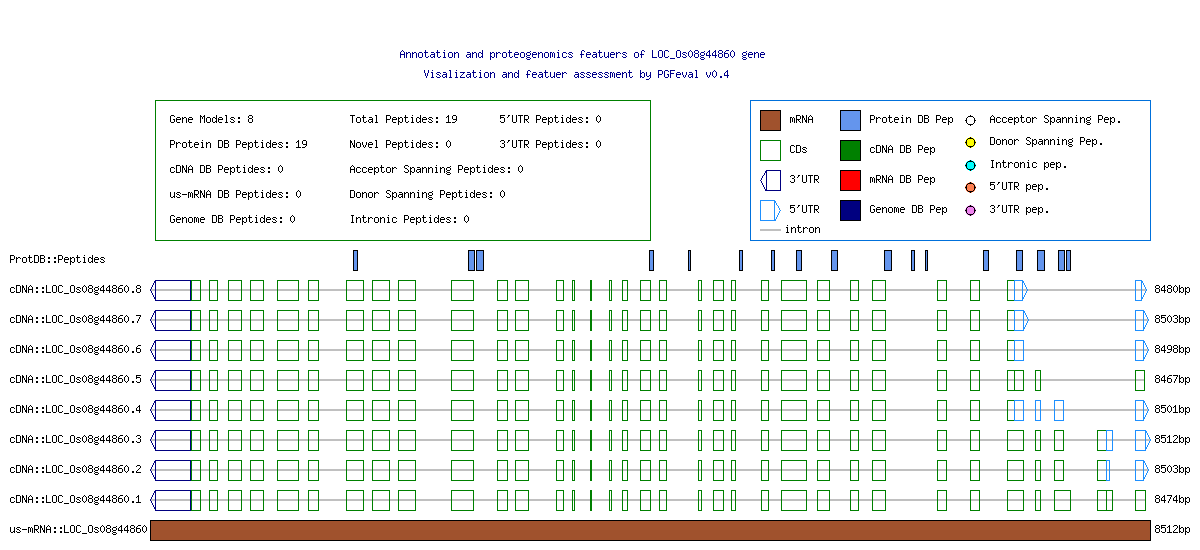 Annotation and proteogenomics featuers of LOC_Os08g44860 gene
Visalization and featuer assessment by PGFeval v0.4
Gene Models: 8 Total Peptides: 19 5'UTR Peptides: 0
Protein DB Peptides: 19 Novel Peptides: 0 3'UTR Peptides: 0
cDNA DB Peptides: 0 Acceptor Spanning Peptides: 0
us-mRNA DB Peptides: 0 Donor Spanning Peptides: 0
Genome DB Peptides: 0 Intronic Peptides: 0
mRNA Protein DB Pep Acceptor Spanning Pep.
CDs cDNA DB Pep Donor Spanning Pep.
3'UTR mRNA DB Pep Intronic pep.
5'UTR Genome DB Pep 5'UTR pep.
intron 3'UTR pep.
ProtDB::Peptides
cDNA::LOC_Os08g44860.8 8480bp
cDNA::LOC_Os08g44860.7 8503bp
cDNA::LOC_Os08g44860.6 8498bp
cDNA::LOC_Os08g44860.5 8467bp
cDNA::LOC_Os08g44860.4 8501bp
cDNA::LOC_Os08g44860.3 8512bp
cDNA::LOC_Os08g44860.2 8503bp
cDNA::LOC_Os08g44860.1 8474bp
us-mRNA::LOC_Os08g44860 8512bp